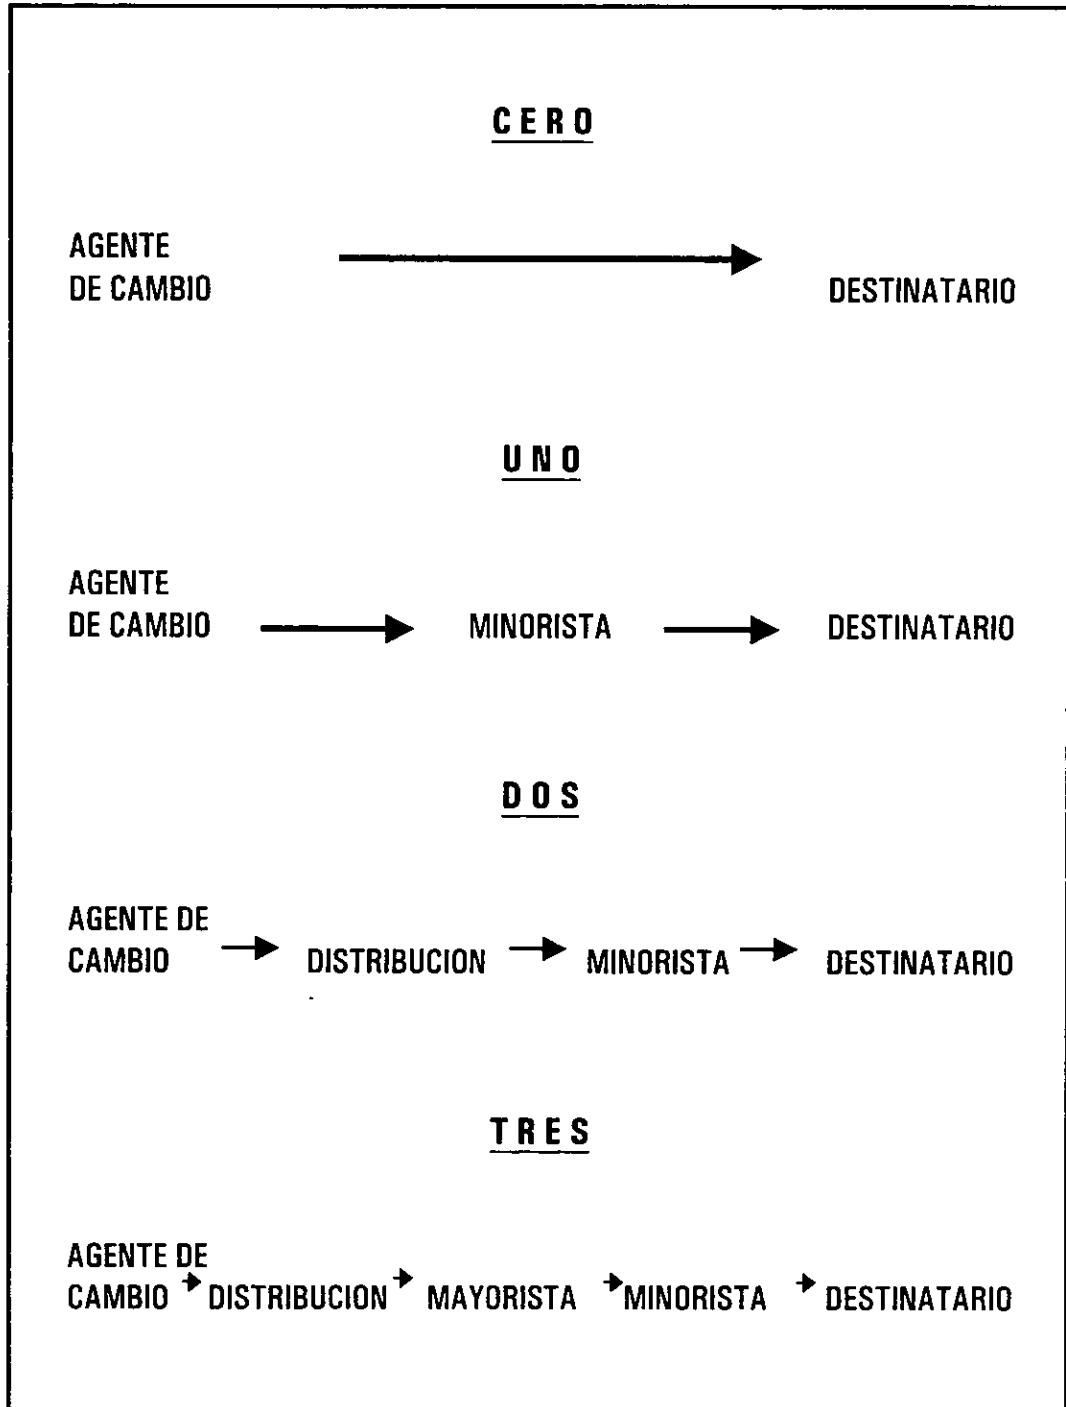 CERO
AGENTE
DE CAMBIO
DESTINATARIO
UNO
AGENTE
DE CAMBIO MINORISTA DESTINATARIO
DOS
AGENTE DE
CAMBIO DISTRIBUCION MINORISTA DESTINATARIO
TRES
AGENTE DE
CAMBIO DISTRIBUCION MAYORISTA MINORISTA DESTINATARIO